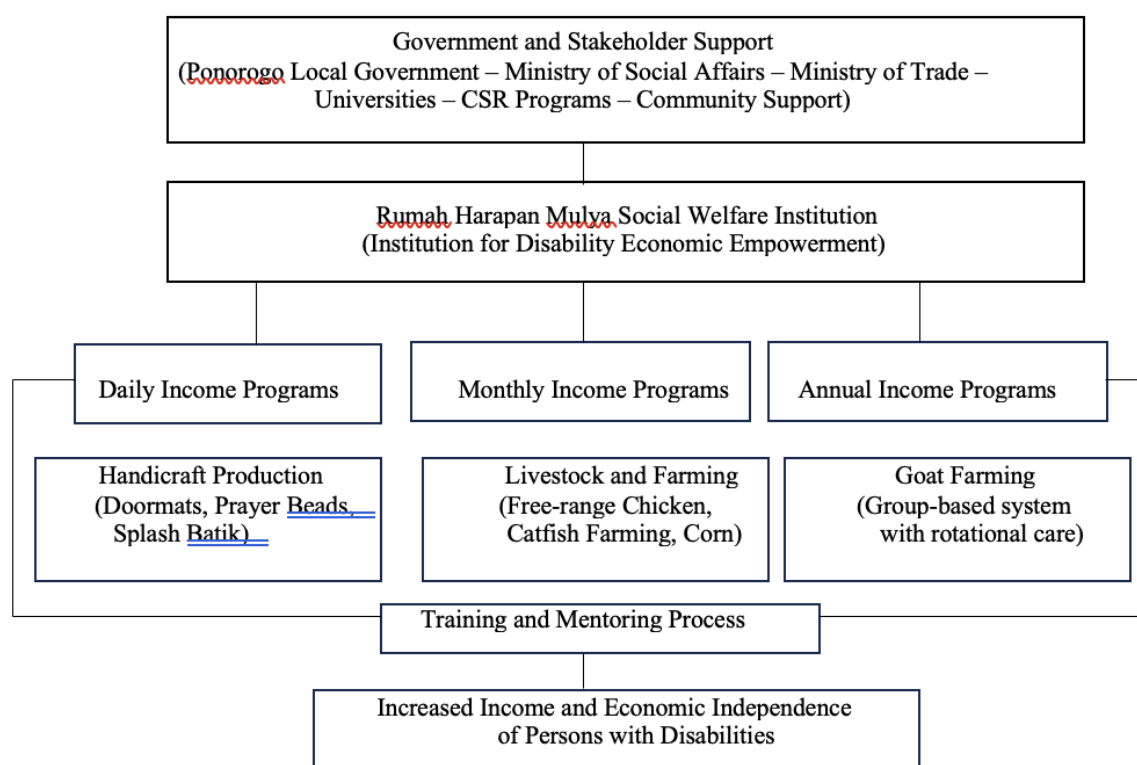 Government and Stakeholder Support
(Ponorogo Local Government – Ministry of Social Affairs – Ministry of Trade –
Universities – CSR Programs – Community Support)
Rumah Harapan Mulya Social Welfare Institution
(Institution for Disability Economic Empowerment)
Daily Income Programs
Monthly Income Programs
Annual Income Programs
Handicraft Production
(Doormats, Prayer Beads,
Splash Batik)
Livestock and Farming
(Free-range Chicken,
Catfish Farming, Corn)
Goat Farming
(Group-based system
with rotational care)
Training and Mentoring Process
Increased Income and Economic Independence
of Persons with Disabilities